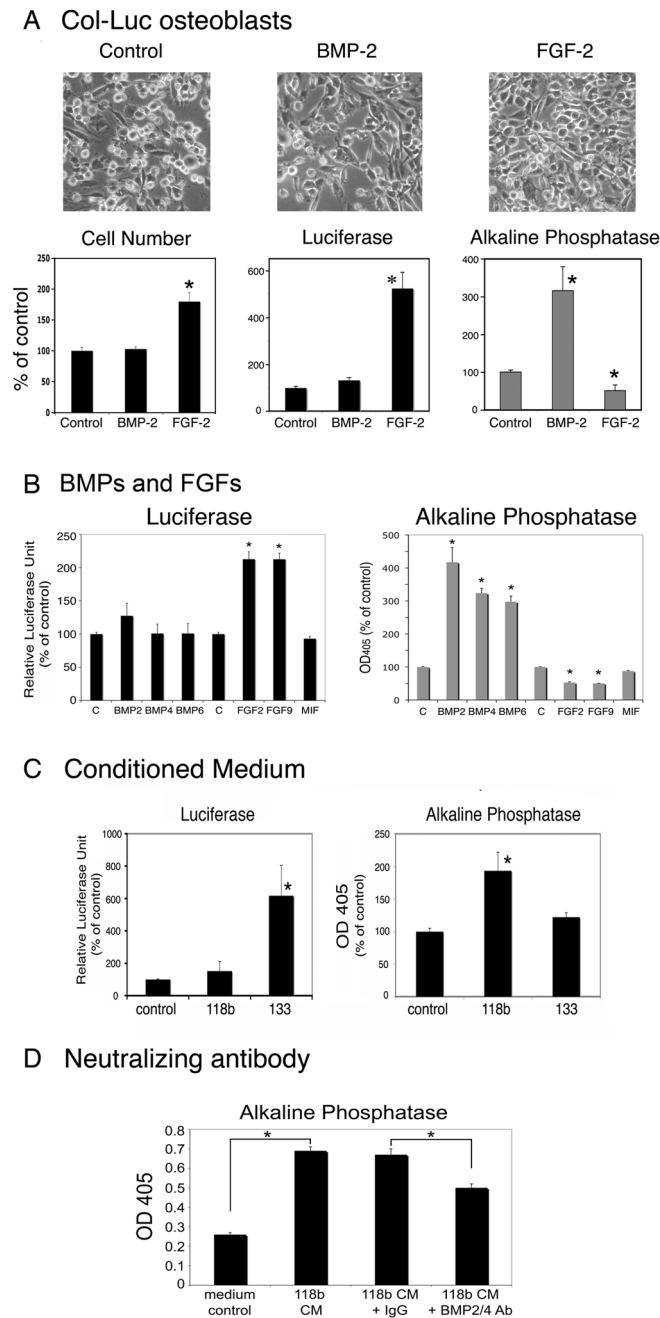 A Col-Luc osteoblasts
Control
BMP-2
FGF-2
Cell Number
Luciferase
Alkaline Phosphatase
% of control
250
200
150
100
50
0
Control
BMP-2
FGF-2
600
400
200
0
Control
BMP-2
FGF-2
400
300
200
100
0
Control
BMP-2
FGF-2
*
*
*
*
B BMPs and FGFs
Luciferase
Relative Luciferase Unit
(% of control)
250
200
150
100
50
0
* *
C BMP2 BMP4 BMP6 C FGF2 FGF9 MIF
Alkaline Phosphatase
OD405 (% of control)
500
400
300
200
100
0
* * * * *
C BMP2 BMP4 BMP6 C FGF2 FGF9 MIF
C Conditioned Medium
Luciferase
Relative Luciferase Unit
(% of control)
1000
800
600
400
200
0
*
control 118b 133
Alkaline Phosphatase
OD 405
(% of control)
250
200
150
100
50
0
*
control 118b 133
D Neutralizing antibody
Alkaline Phosphatase
OD 405
0.8
0.7
0.6
0.5
0.4
0.3
0.2
0.1
0
* *
medium
control
118b
CM
118b CM
+ IgG
118b CM
+ BMP2/4 Ab